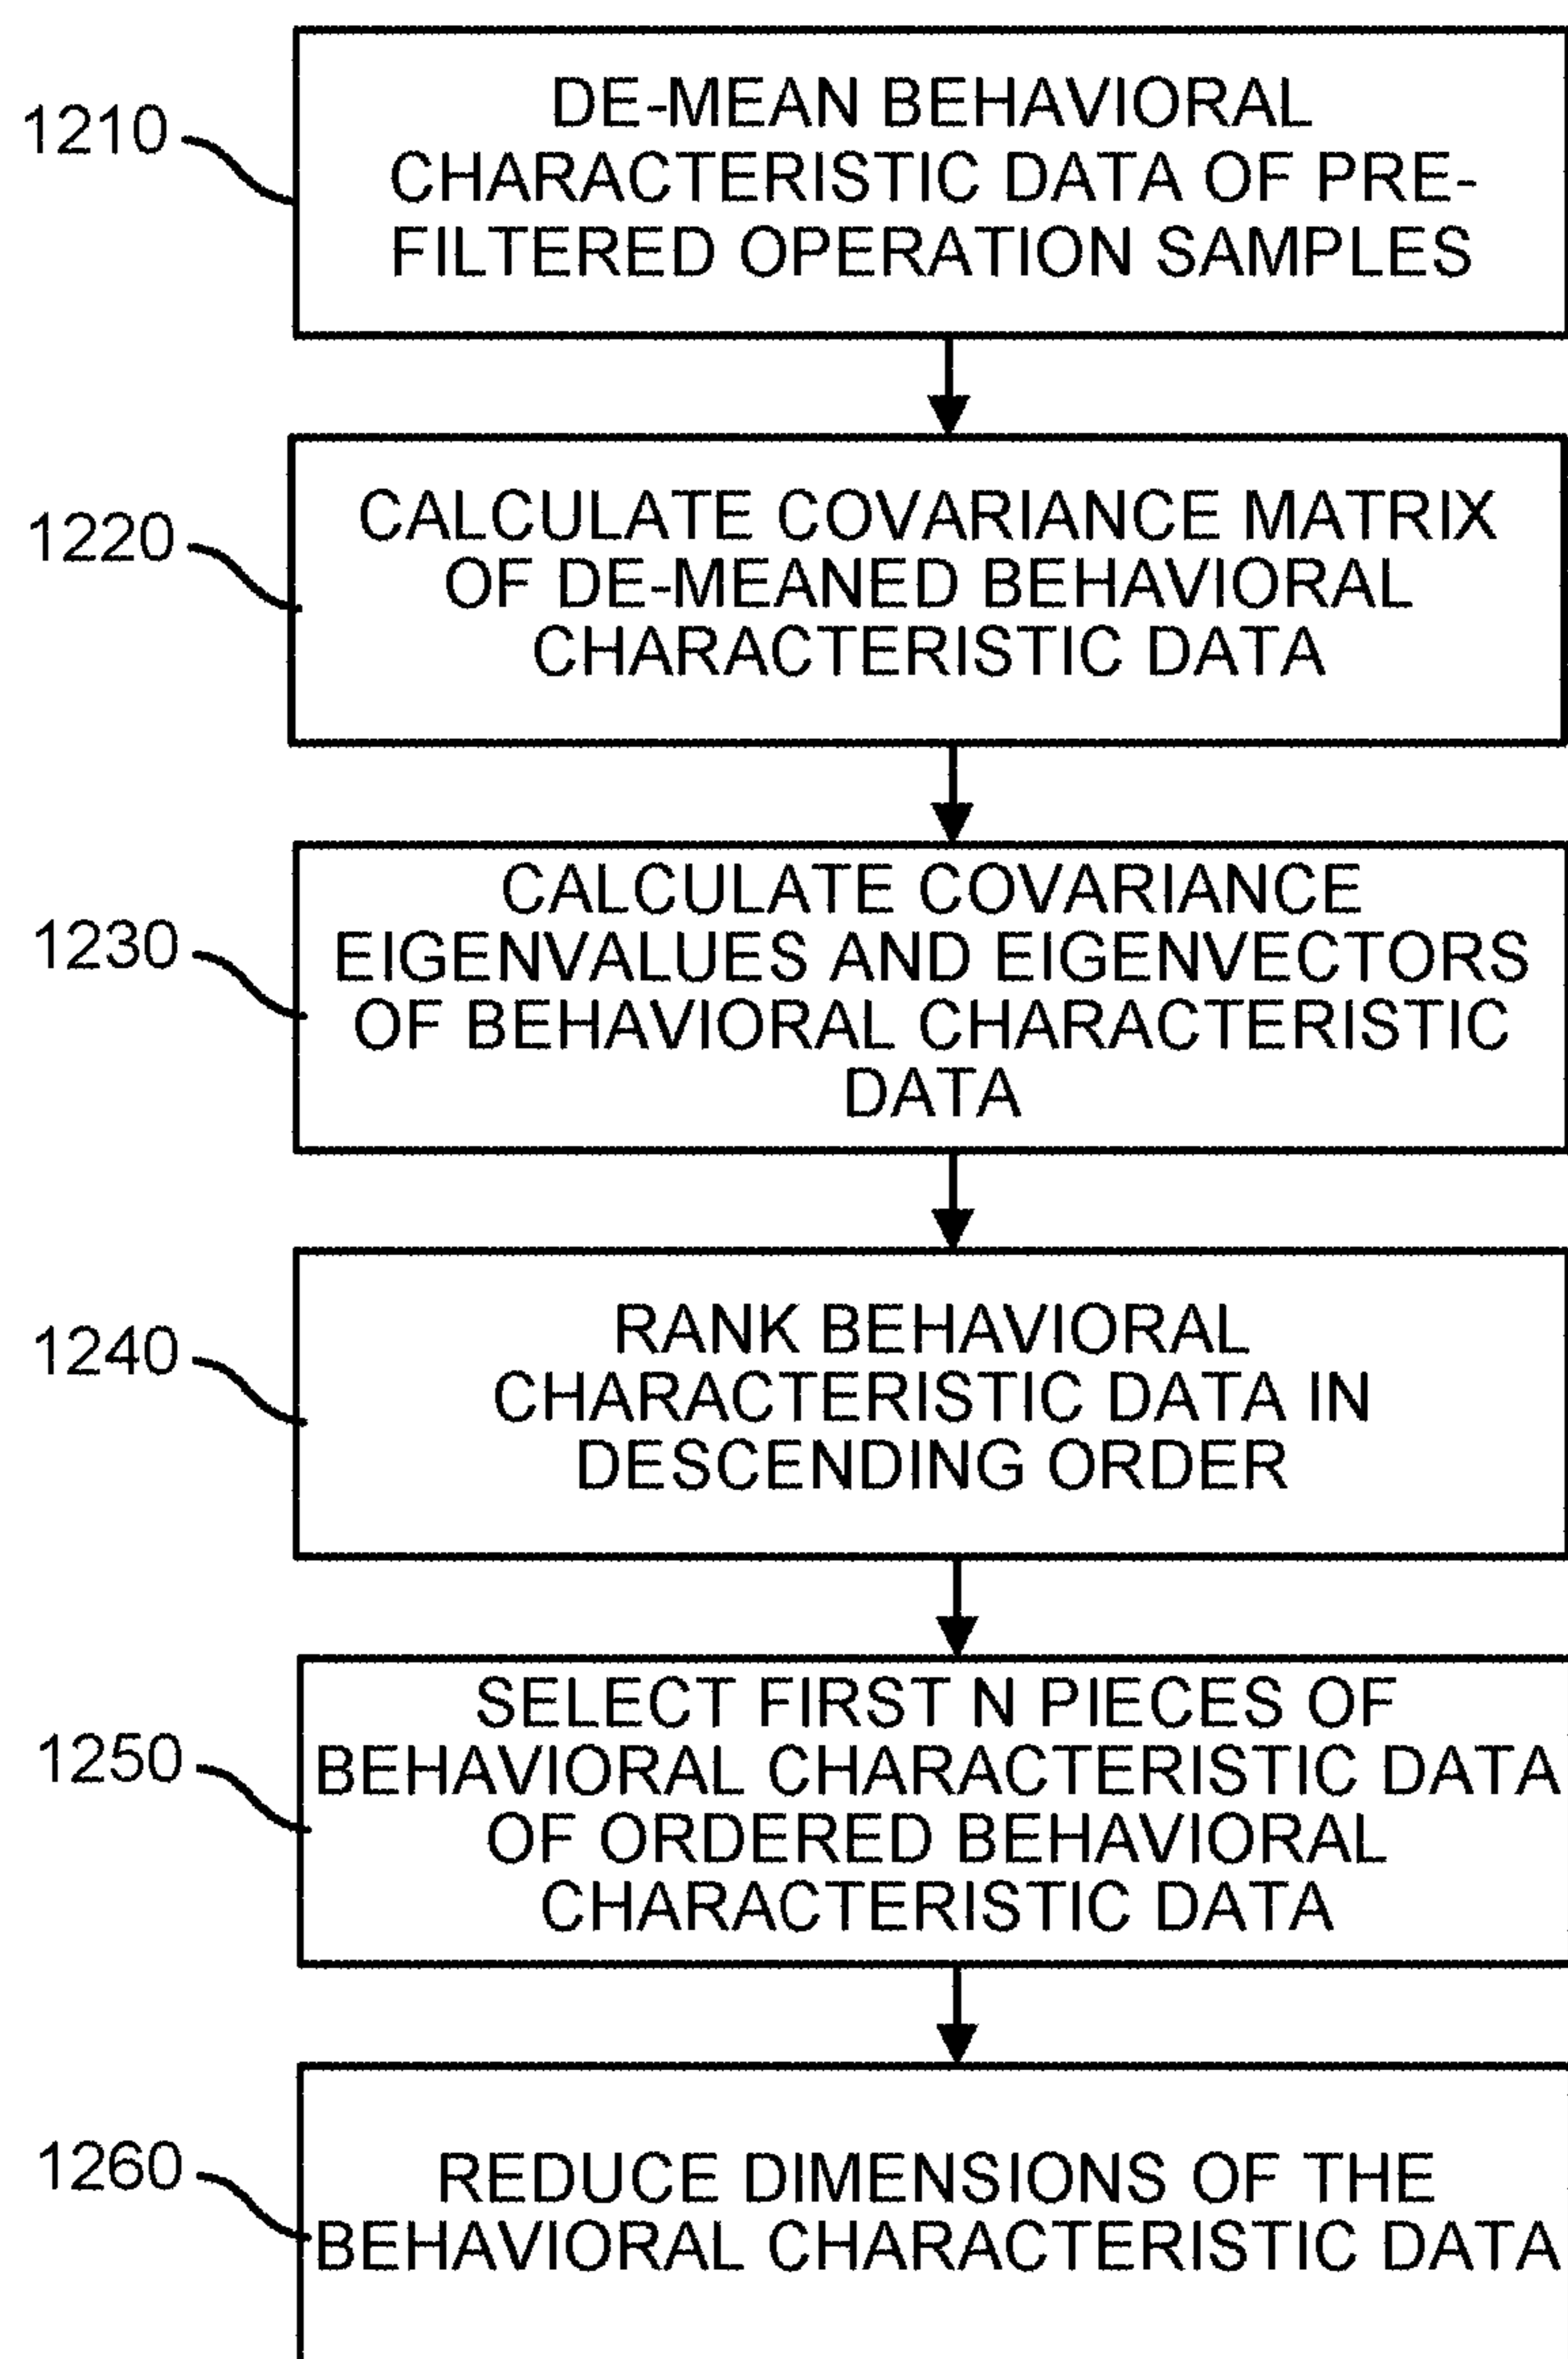 1210
DE-MEAN BEHAVIORAL
CHARACTERISTIC DATA OF PRE-
FILTERED OPERATION SAMPLES
1220
CALCULATE COVARIANCE MATRIX
OF DE-MEANED BEHAVIORAL
CHARACTERISTIC DATA
1230
CALCULATE COVARIANCE
EIGENVALUES AND EIGENVECTORS
OF BEHAVIORAL CHARACTERISTIC
DATA
1240
RANK BEHAVIORAL
CHARACTERISTIC DATA IN
DESCENDING ORDER
1250
SELECT FIRST N PIECES OF
BEHAVIORAL CHARACTERISTIC DATA
OF ORDERED BEHAVIORAL
CHARACTERISTIC DATA
1260
REDUCE DIMENSIONS OF THE
BEHAVIORAL CHARACTERISTIC DATA